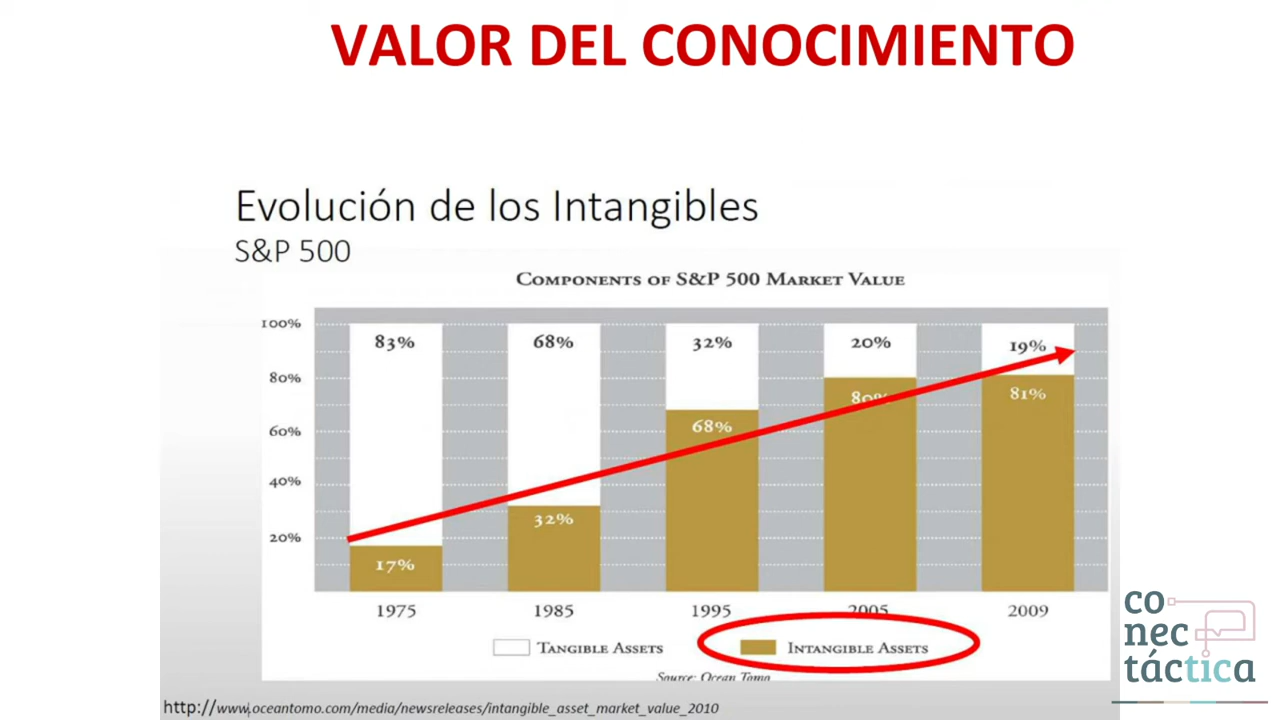 VALOR DEL CONOCIMIENTO
Evolución de los Intangibles
S&P 500
Components of S&P 500 Market Value
100%
80%
60%
40%
20%
83%
68%
32%
20%
19%
17%
32%
68%
80%
81%
1975
1985
1995
2005
2009
Tangible Assets
Intangible Assets
Source: Ocean Tomo
http://www.oceantomo.com/media/newsreleases/intangible_asset_market_value_2010
co
nec
táctica